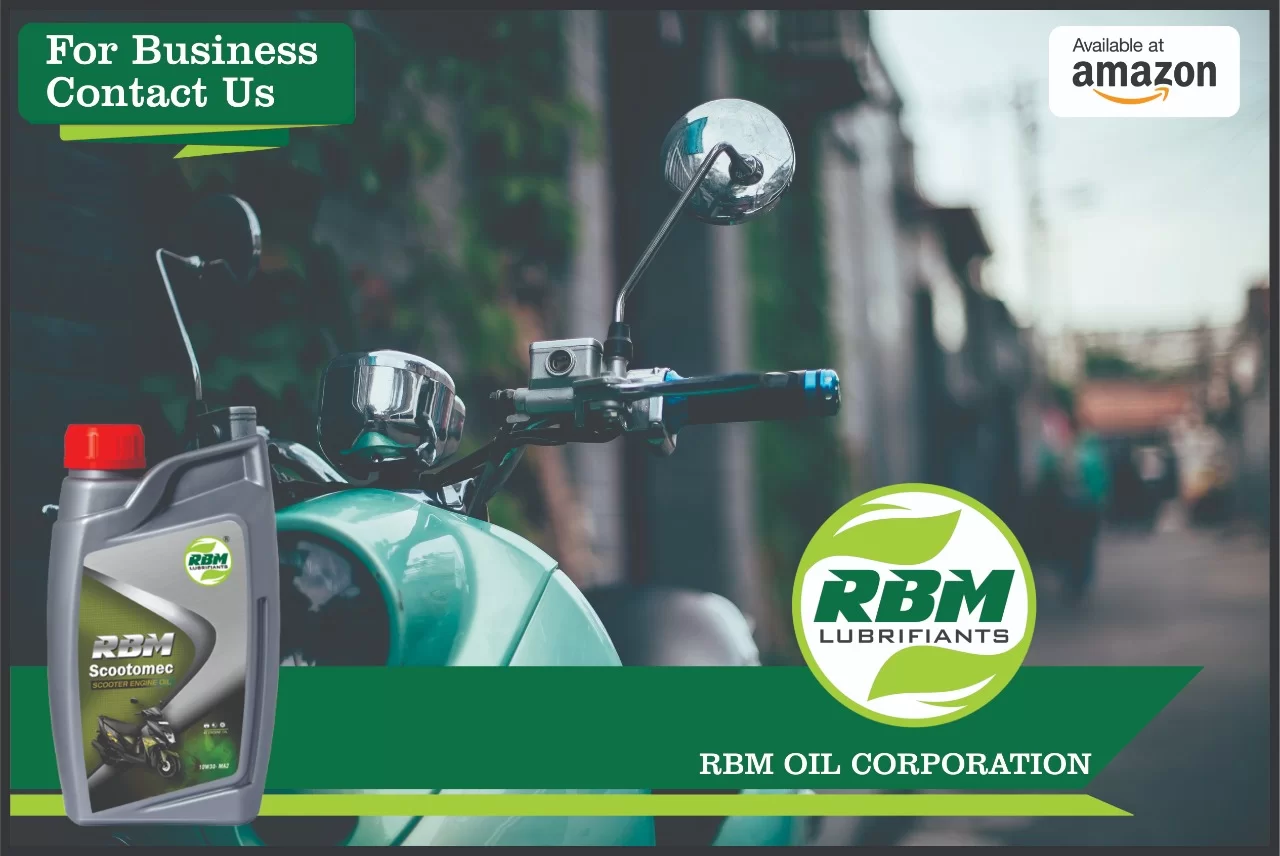 For Business
Contact Us
Available at
amazon
RBM
LUBRIFIANTS
®
RBM
Scootomec
SCOOTER ENGINE OIL
10W30- MA2
RBM
LUBRIFIANTS
RBM OIL CORPORATION